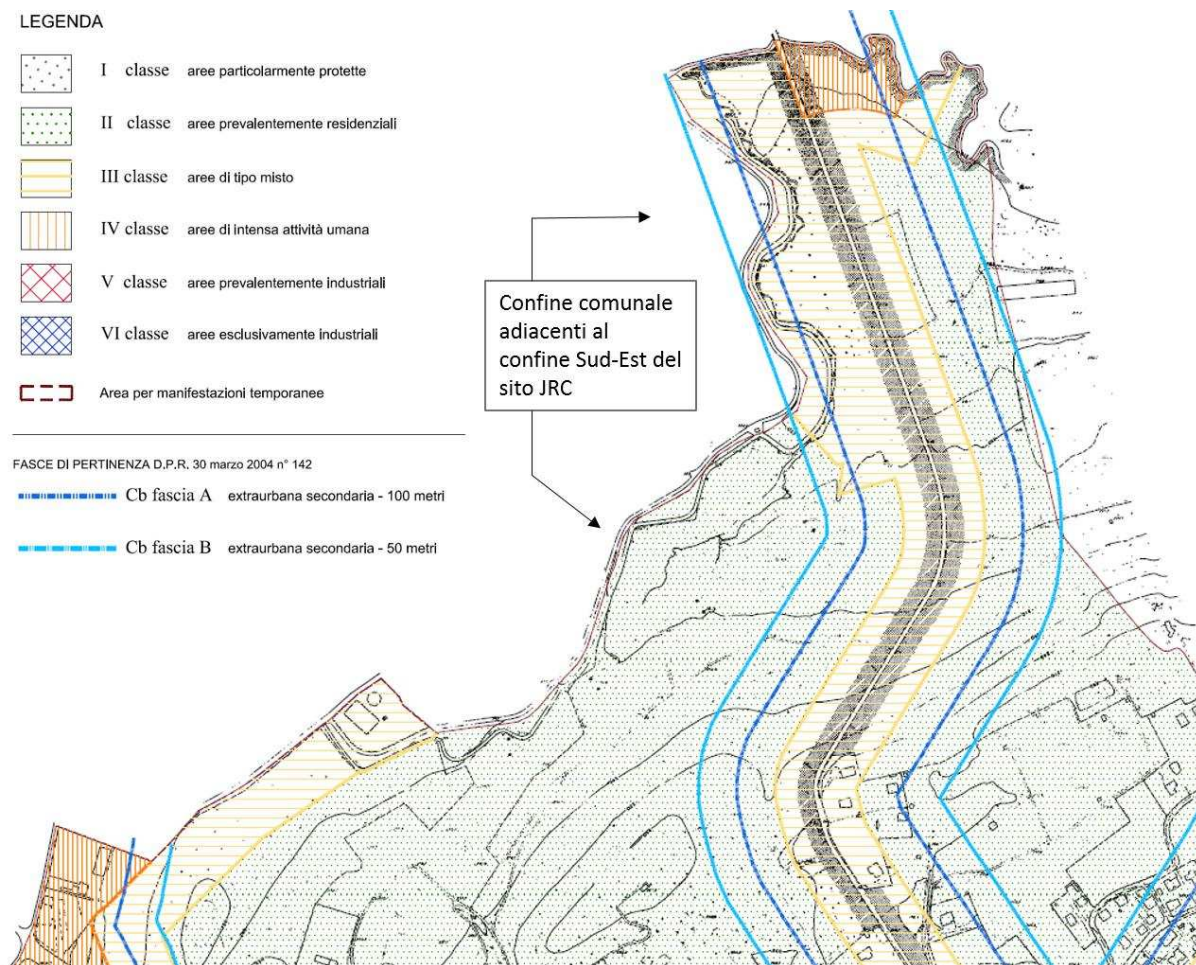 LEGENDA
I classe aree particolarmente protette
II classe aree prevalentemente residenziali
III classe aree di tipo misto
IV classe aree di intensa attività umana
V classe aree prevalentemente industriali
VI classe aree esclusivamente industriali
Area per manifestazioni temporanee
FASCE DI PERTINENZA D.P.R. 30 marzo 2004 n° 142
Cb fascia A extraurbana secondaria - 100 metri
Cb fascia B extraurbana secondaria - 50 metri
Confine comunale
adiacenti al
confine Sud-Est del
sito JRC